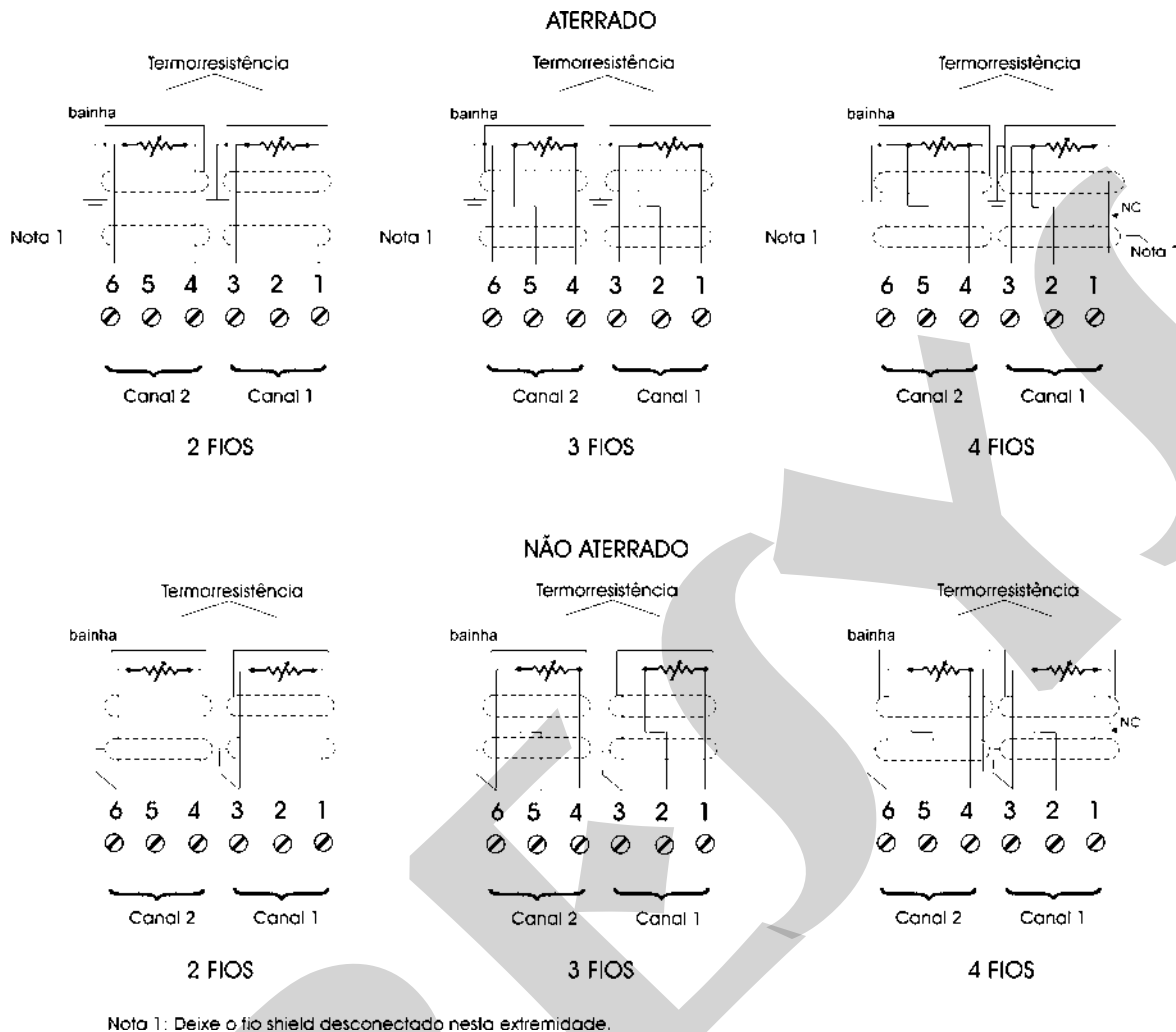 ATERRADO
Termorresistência Termorresistência Termorresistência
bainha bainha bainha
NC
Nota 1 Nota 1 Nota 1 Nota
6 5 4 3 2 1 6 5 4 3 2 1 6 5 4 3 2 1
Canal 2 Canal 1 Canal 2 Canal 1 Canal 2 Canal 1
2 FIOS 3 FIOS 4 FIOS
NÃO ATERRADO
Termorresistência Termorresistência Termorresistência
bainha bainha bainha
NC
6 5 4 3 2 1 6 5 4 3 2 1 6 5 4 3 2 1
Canal 2 Canal 1 Canal 2 Canal 1 Canal 2 Canal 1
2 FIOS 3 FIOS 4 FIOS
Nota 1: Deixe o fio shield desconectado nesta extremidade.